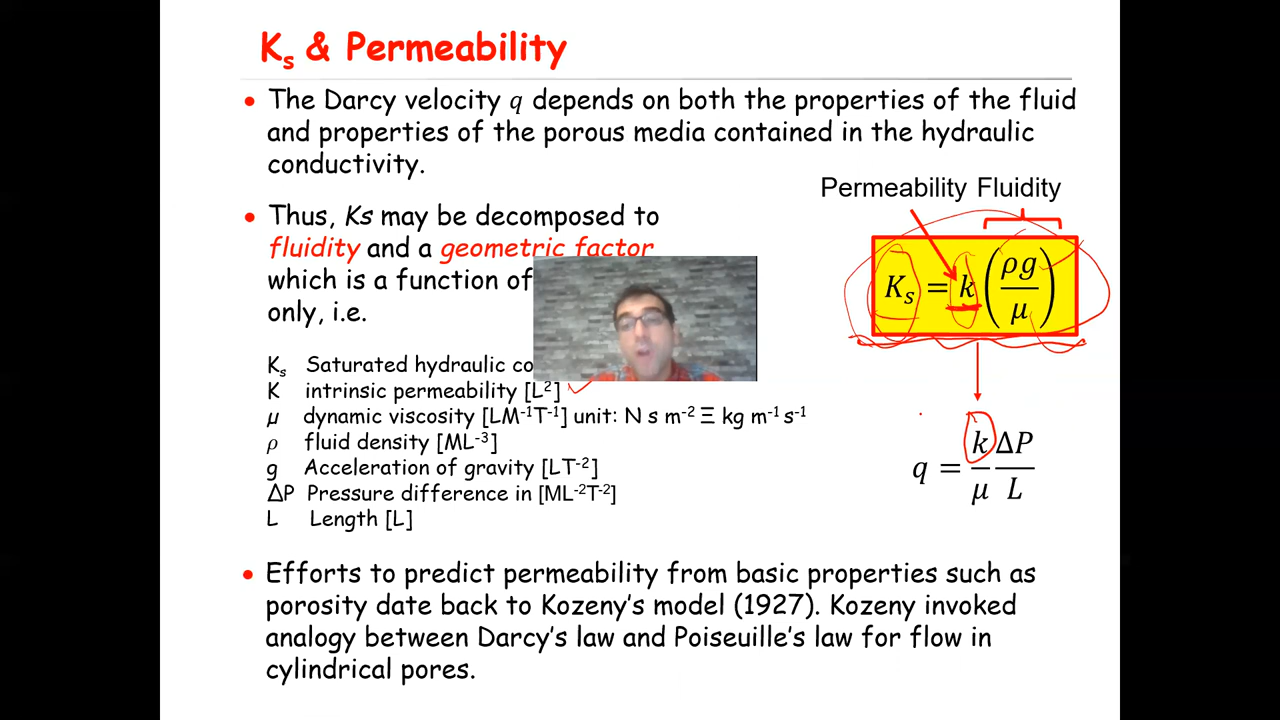 Ks & Permeability
• The Darcy velocity q depends on both the properties of the fluid
and properties of the porous media contained in the hydraulic
conductivity.
Permeability Fluidity
• Thus, Ks may be decomposed to
fluidity and a geometric factor
which is a function of
only, i.e.
Kₛ = k (ρg/μ)
Kₛ Saturated hydraulic co
K intrinsic permeability [L²]
μ dynamic viscosity [LM⁻¹T⁻¹] unit: N s m⁻² Ξ kg m⁻¹ s⁻¹
ρ fluid density [ML⁻³]
g Acceleration of gravity [LT⁻²]
ΔP Pressure difference in [ML⁻²T⁻²]
L Length [L]
q = k/μ ΔP/L
• Efforts to predict permeability from basic properties such as
porosity date back to Kozeny's model (1927). Kozeny invoked
analogy between Darcy's law and Poiseuille's law for flow in
cylindrical pores.